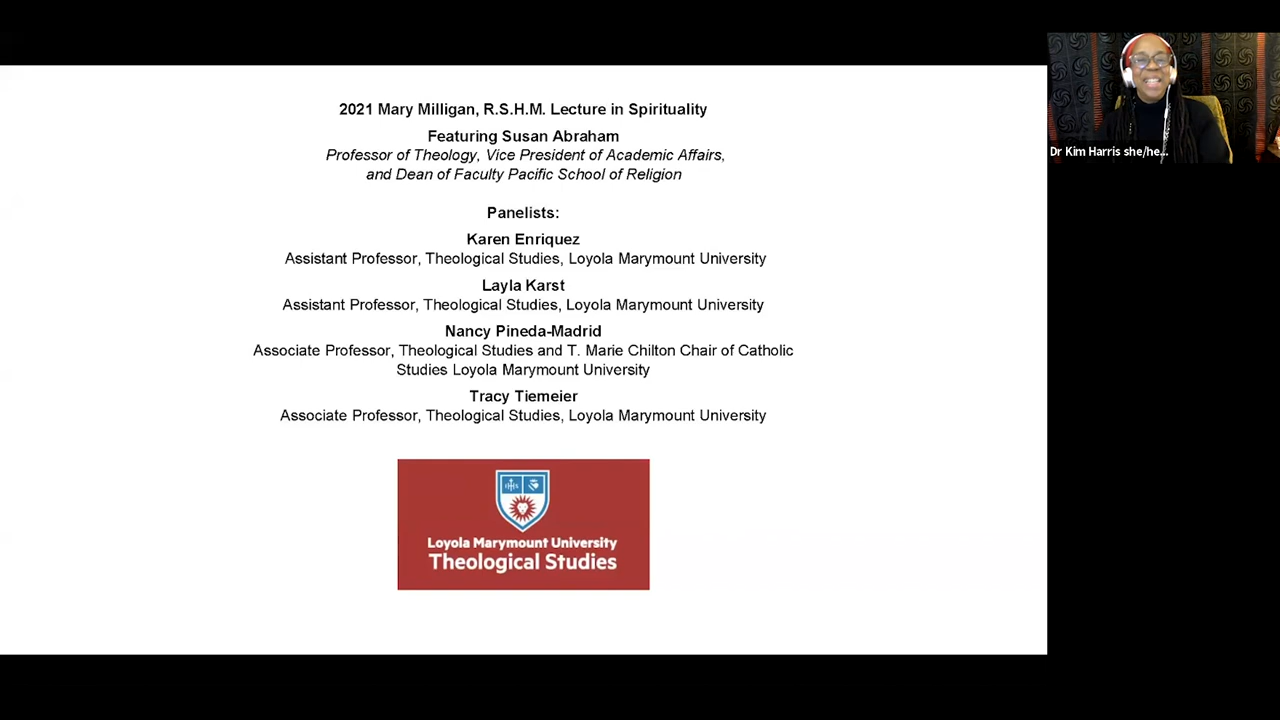 2021 Mary Milligan, R.S.H.M. Lecture in Spirituality
Featuring Susan Abraham
Professor of Theology, Vice President of Academic Affairs,
and Dean of Faculty Pacific School of Religion
Panelists:
Karen Enriquez
Assistant Professor, Theological Studies, Loyola Marymount University
Layla Karst
Assistant Professor, Theological Studies, Loyola Marymount University
Nancy Pineda-Madrid
Associate Professor, Theological Studies and T. Marie Chilton Chair of Catholic
Studies Loyola Marymount University
Tracy Tiemeier
Associate Professor, Theological Studies, Loyola Marymount University
Loyola Marymount University
Theological Studies
Dr Kim Harris she/he...